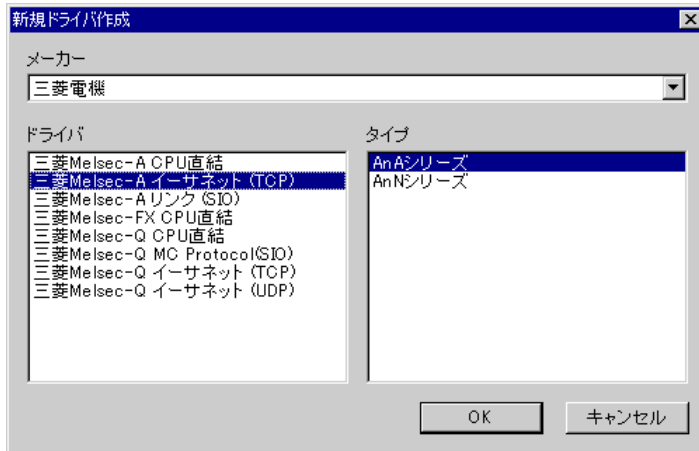 新規ドライバ作成
メーカー
三菱電機
ドライバ
三菱Melsec-A CPU直結
三菱Melsec-A イーサネット (TCP)
三菱Melsec-A リンク (SIO)
三菱Melsec-FX CPU直結
三菱Melsec-Q CPU直結
三菱Melsec-Q MC Protocol(SIO)
三菱Melsec-Q イーサネット (TCP)
三菱Melsec-Q イーサネット (UDP)
タイプ
AnAシリーズ
AnNシリーズ
OK
キャンセル